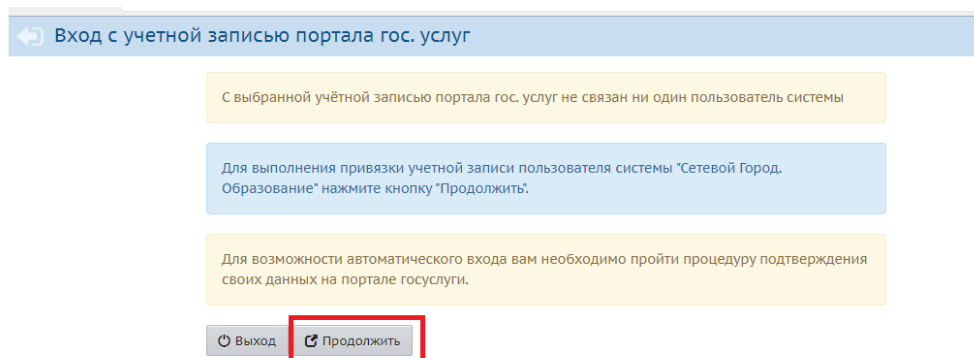 Вход с учетной записью портала гос. услуг
С выбранной учётной записью портала гос. услуг не связан ни один пользователь системы
Для выполнения привязки учетной записи пользователя системы "Сетевой Город.
Образование" нажмите кнопку "Продолжить".
Для возможности автоматического входа вам необходимо пройти процедуру подтверждения
своих данных на портале госуслуги.
Выход Продолжить